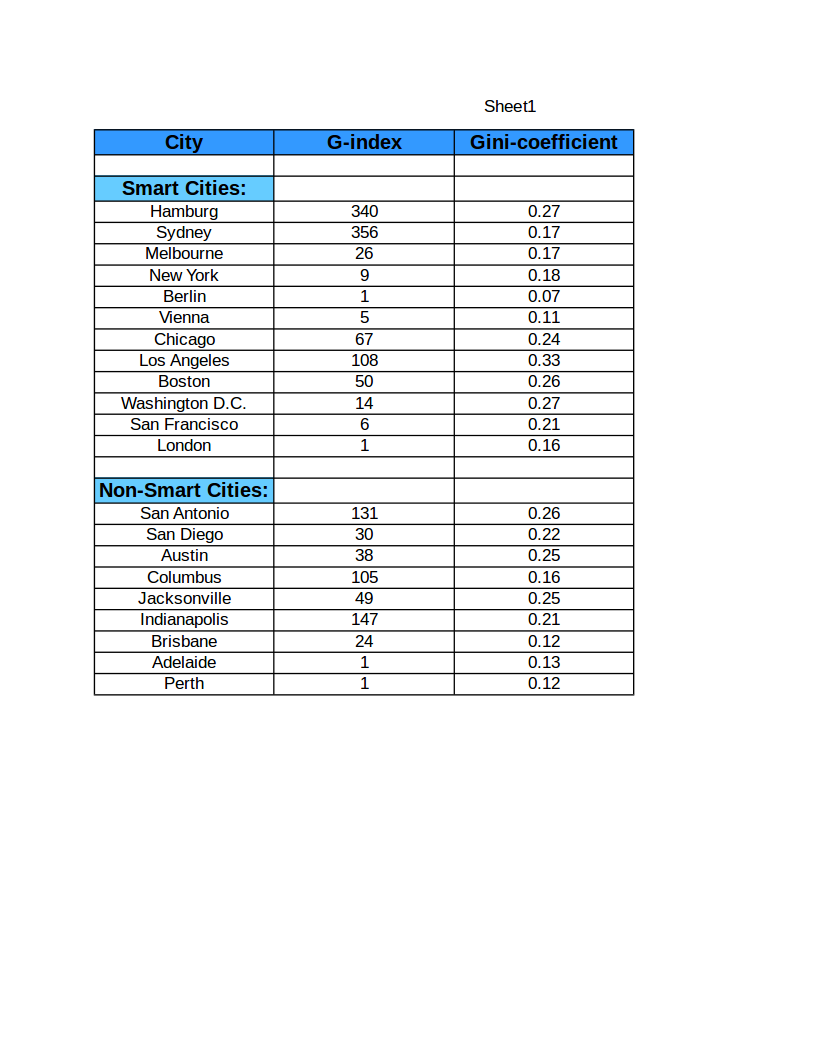 Sheet1
City G-index Gini-coefficient
Smart Cities:
Hamburg 340 0.27
Sydney 356 0.17
Melbourne 26 0.17
New York 9 0.18
Berlin 1 0.07
Vienna 5 0.11
Chicago 67 0.24
Los Angeles 108 0.33
Boston 50 0.26
Washington D.C. 14 0.27
San Francisco 6 0.21
London 1 0.16
Non-Smart Cities:
San Antonio 131 0.26
San Diego 30 0.22
Austin 38 0.25
Columbus 105 0.16
Jacksonville 49 0.25
Indianapolis 147 0.21
Brisbane 24 0.12
Adelaide 1 0.13
Perth 1 0.12